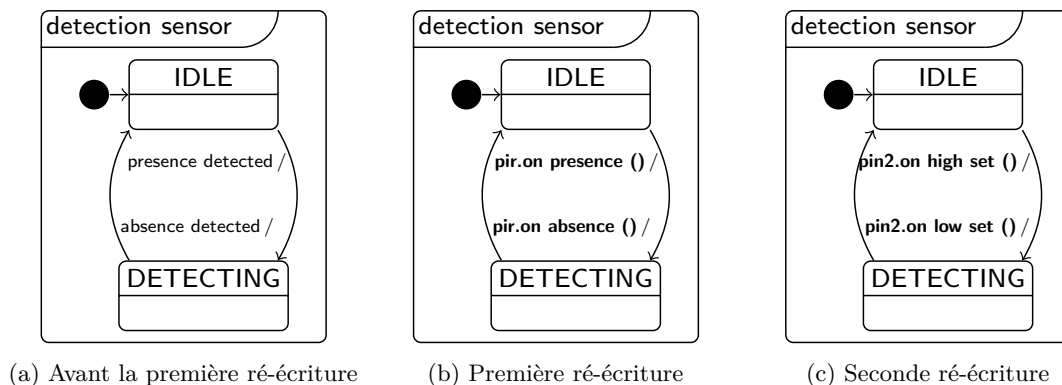 detection sensor
IDLE
presence detected /
absence detected /
DETECTING
(a) Avant la première ré-écriture
detection sensor
IDLE
pir.on presence () /
pir.on absence () /
DETECTING
(b) Première ré-écriture
detection sensor
IDLE
pin2.on high set () /
pin2.on low set () /
DETECTING
(c) Seconde ré-écriture